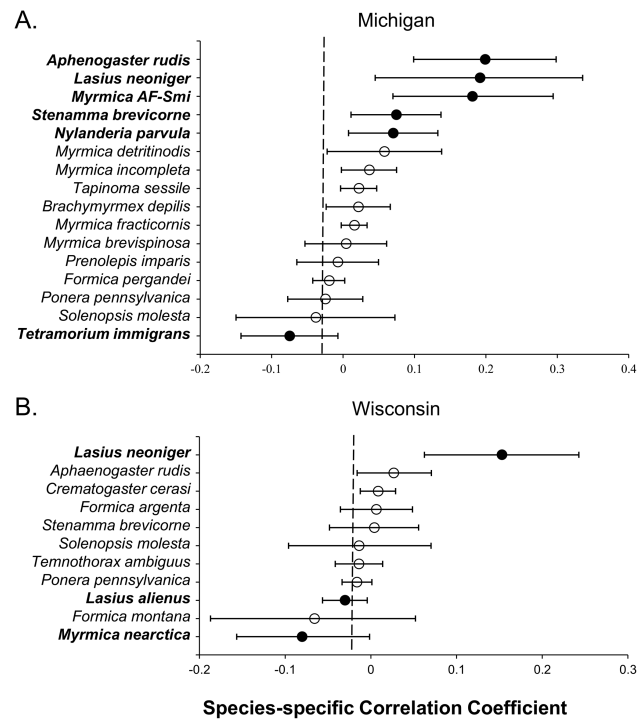 A.
Michigan
Aphenogaster rudis
Lasius neoniger
Myrmica AF-Smi
Stenamma brevicorne
Nylanderia parvula
Myrmica detritinodis
Myrmica incompleta
Tapinoma sessile
Brachymyrmex depilis
Myrmica fracticornis
Myrmica brevispinosa
Prenolepis imparis
Formica pergandei
Ponera pennsylvanica
Solenopsis molesta
Tetramorium immigrans
-0.2 -0.1 0 0.1 0.2 0.3 0.4
B.
Wisconsin
Lasius neoniger
Aphaenogaster rudis
Crematogaster cerasi
Formica argenta
Stenamma brevicorne
Solenopsis molesta
Temnothorax ambiguus
Ponera pennsylvanica
Lasius alienus
Formica montana
Myrmica nearctica
-0.2 -0.1 0 0.1 0.2 0.3
Species-specific Correlation Coefficient